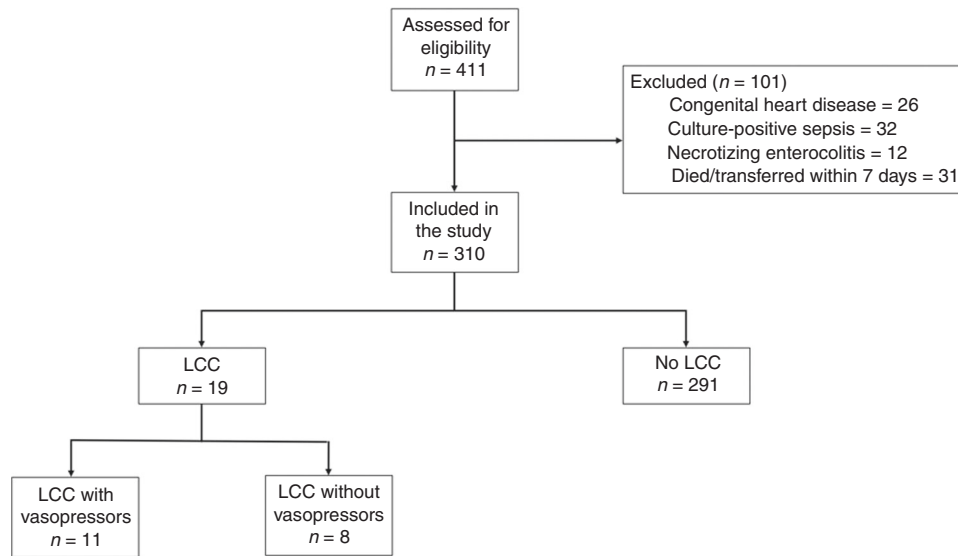 Assessed for
eligibility
n = 411
Excluded (n = 101)
Congenital heart disease = 26
Culture-positive sepsis = 32
Necrotizing enterocolitis = 12
Died/transferred within 7 days = 31
Included in
the study
n = 310
LCC
n = 19
No LCC
n = 291
LCC with
vasopressors
n = 11
LCC without
vasopressors
n = 8